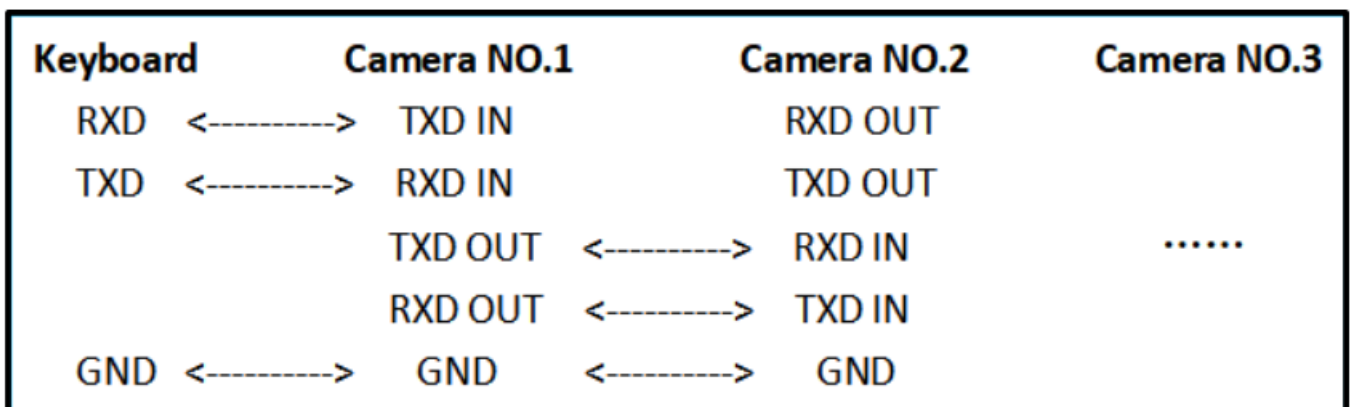 Keyboard Camera NO.1 Camera NO.2 Camera NO.3
RXD <----------> TXD IN RXD OUT
TXD <----------> RXD IN TXD OUT
TXD OUT <----------> RXD IN ......
RXD OUT <----------> TXD IN
GND <----------> GND <----------> GND